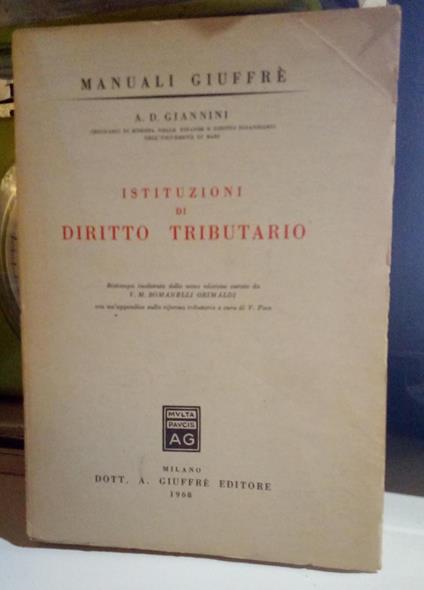 MANUALI GIUFFRÈ
A. D. GIANNINI
ORDINARIO DI SCIENZA DELLE FINANZE E DIRITTO FINANZIARIO
NELL'UNIVERSITÀ DI BARI
ISTITUZIONI
DI
DIRITTO TRIBUTARIO
Ristampa inalterata della nona edizione curata da
V. M. ROMANELLI GRIMALDI
con un'appendice sulla riforma tributaria a cura di V.
MVLTA
PAVCIS
AG
MILANO
DOTT. A. GIUFFRÈ EDITORE
1968